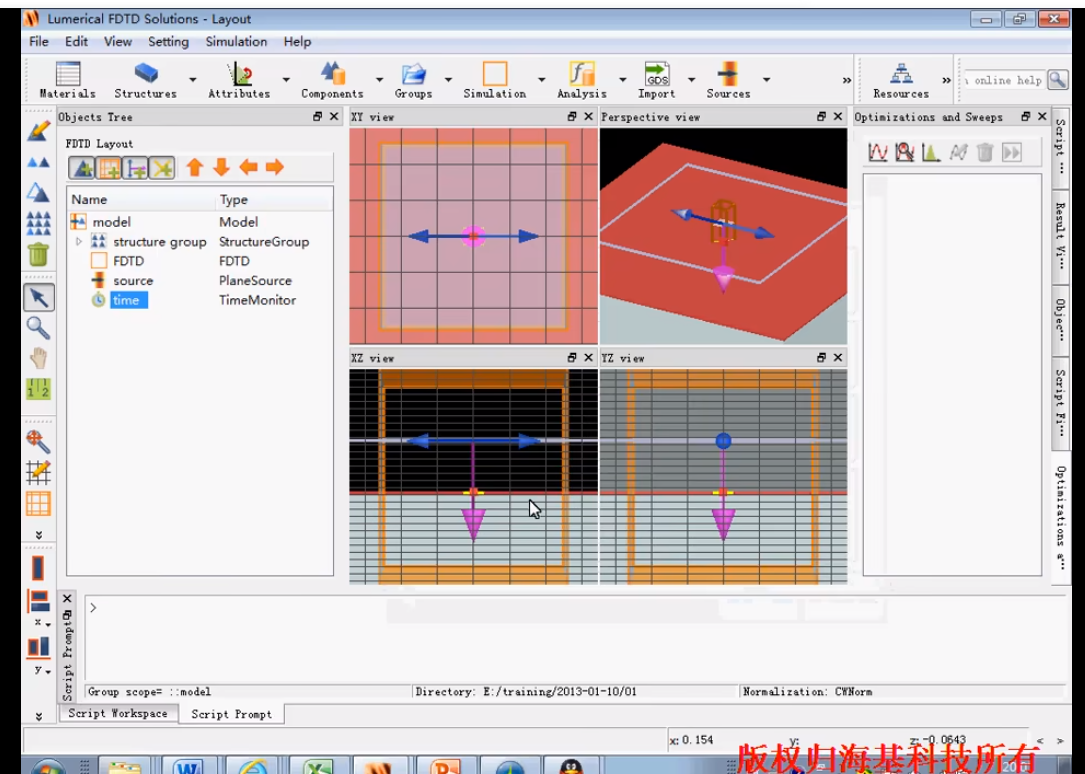 Lumerical FDTD Solutions - Layout
File Edit View Setting Simulation Help
Materials Structures Attributes Components Groups Simulation Analysis Import Sources » Resources » online help
GDS
Objects Tree
FDTD Layout
Name Type
model Model
structure group StructureGroup
FDTD FDTD
source PlaneSource
time TimeMonitor
XY view
Perspective view
XZ view
YZ view
Optimizations and Sweeps
Script ...
Result Vi...
Objec...
Script Fi...
Optimizations a...
1 2
x
y
Script Prompt
>
Group scope= ::model Directory: E:/training/2013-01-10/01 Normalization: CWNorm
Script Workspace Script Prompt
x: 0.154 y: z: -0.0643 < >
版权归海基科技所有